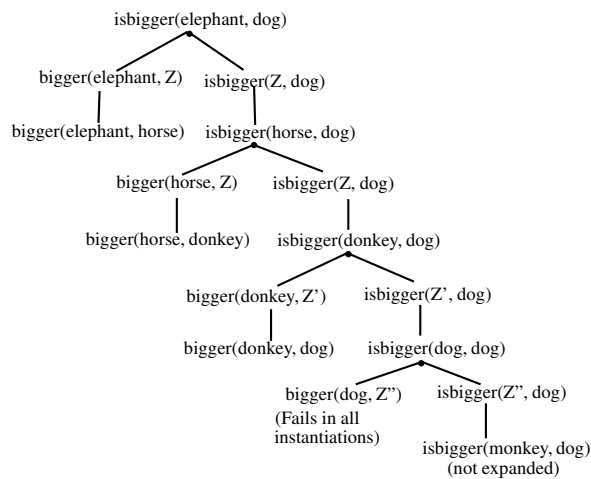 isbigger(elephant, dog)
bigger(elephant, Z) isbigger(Z, dog)
bigger(elephant, horse) isbigger(horse, dog)
bigger(horse, Z) isbigger(Z, dog)
bigger(horse, donkey) isbigger(donkey, dog)
bigger(donkey, Z’) isbigger(Z’, dog)
bigger(donkey, dog) isbigger(dog, dog)
bigger(dog, Z”) isbigger(Z”, dog)
(Fails in all
instantiations)
isbigger(monkey, dog)
(not expanded)